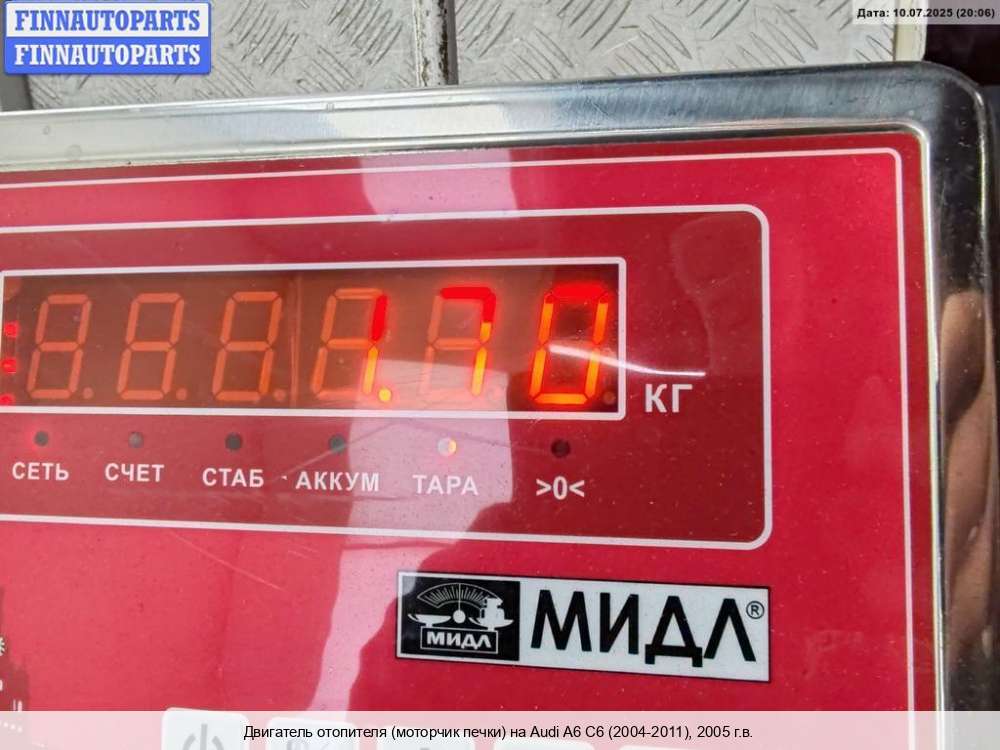 FINNAUTOPARTS
FINNAUTOPARTS
Дата: 10.07.2025 (20:06)
1.70
КГ
СЕТЬ СЧЕТ СТАБ АККУМ ТАРА >0<
МИДЛ
МИДЛ®
Двигатель отопителя (моторчик печки) на Audi A6 C6 (2004-2011), 2005 г.в.